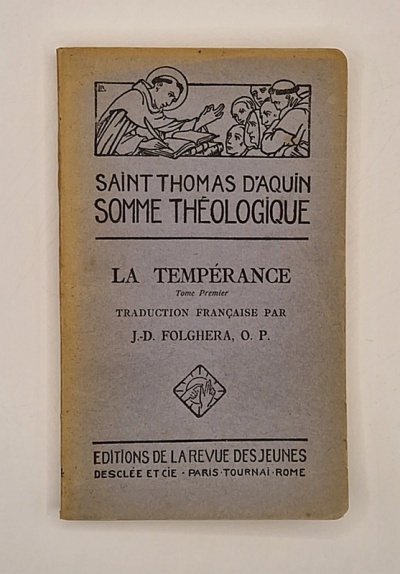 SAINT THOMAS D'AQUIN
SOMME THÉOLOGIQUE
LA TEMPÉRANCE
Tome Premier
TRADUCTION FRANÇAISE PAR
J.-D. FOLGHERA, O. P.
EDITIONS DE LA REVUE DES JEUNES
DESCLÉE ET CIE - PARIS-TOURNAI-ROME